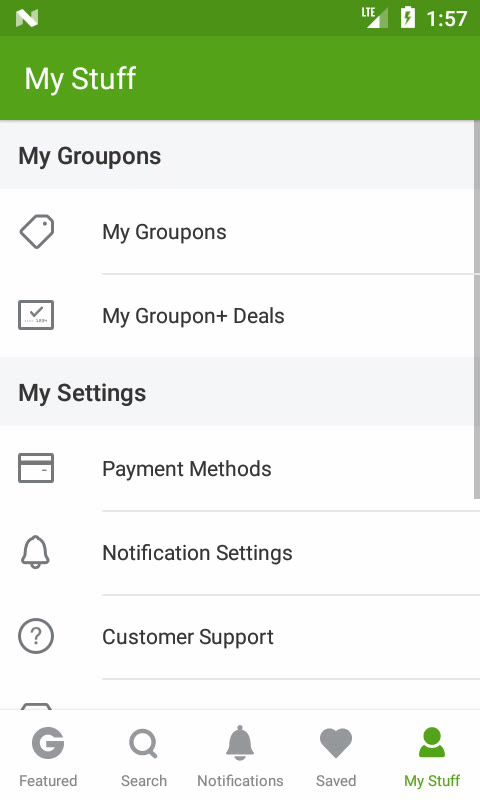 LTE 1:57
My Stuff
My Groupons
My Groupons
My Groupon+ Deals
My Settings
Payment Methods
Notification Settings
? Customer Support
Featured Search Notifications Saved My Stuff